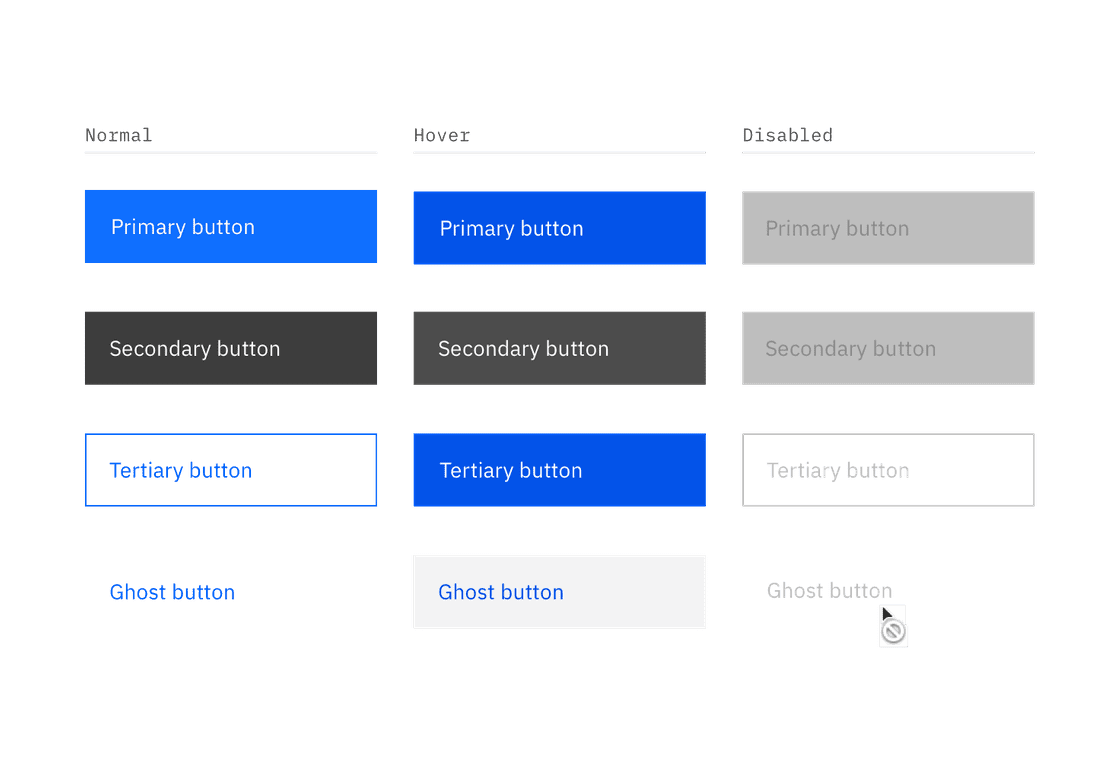 Normal Hover Disabled
Primary button Primary button Primary button
Secondary button Secondary button Secondary button
Tertiary button Tertiary button Tertiary button
Ghost button Ghost button Ghost button